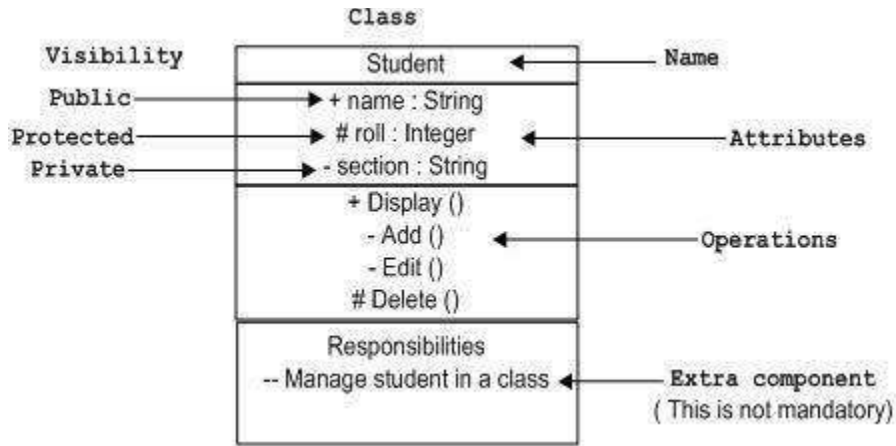 Class
Visibility
Student
Name
Public
+ name : String
Protected
# roll : Integer
Attributes
Private
- section : String
+ Display ()
- Add ()
Operations
- Edit ()
# Delete ()
Responsibilities
-- Manage student in a class
Extra component
( This is not mandatory)